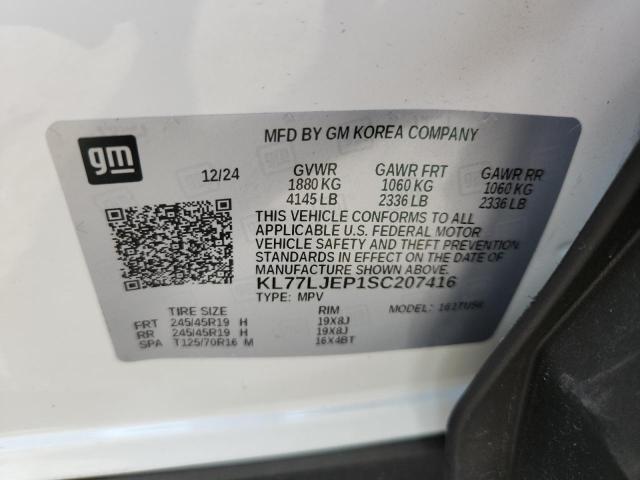 MFD BY GM KOREA COMPANY
gm
12/24 GVWR GAWR FRT GAWR RR
1880 KG 1060 KG 1060 KG
4145 LB 2336 LB 2336 LB
THIS VEHICLE CONFORMS TO ALL
APPLICABLE U.S. FEDERAL MOTOR
VEHICLE SAFETY AND THEFT PREVENTION
STANDARDS IN EFFECT ON THE DATE OF
MANUFACTURE SHOWN ABOVE.
KL77LJEP1SC207416
TYPE: MPV MODEL:
TIRE SIZE RIM
FRT 245/45R19 H 19X8J
RR 245/45R19 H 19X8J
SPA T125/70R16 M 16X4BT